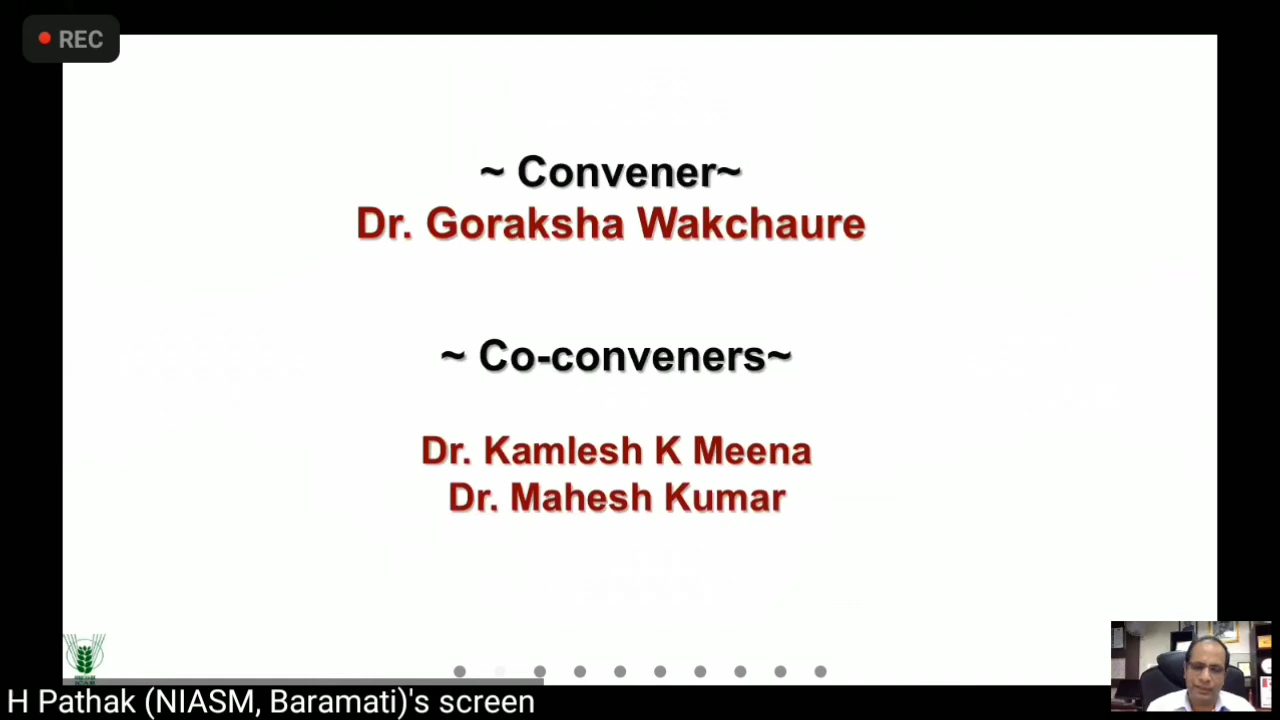 REC
~ Convener~
Dr. Goraksha Wakchaure
~ Co-conveners~
Dr. Kamlesh K Meena
Dr. Mahesh Kumar
H Pathak (NIASM, Baramati)'s screen